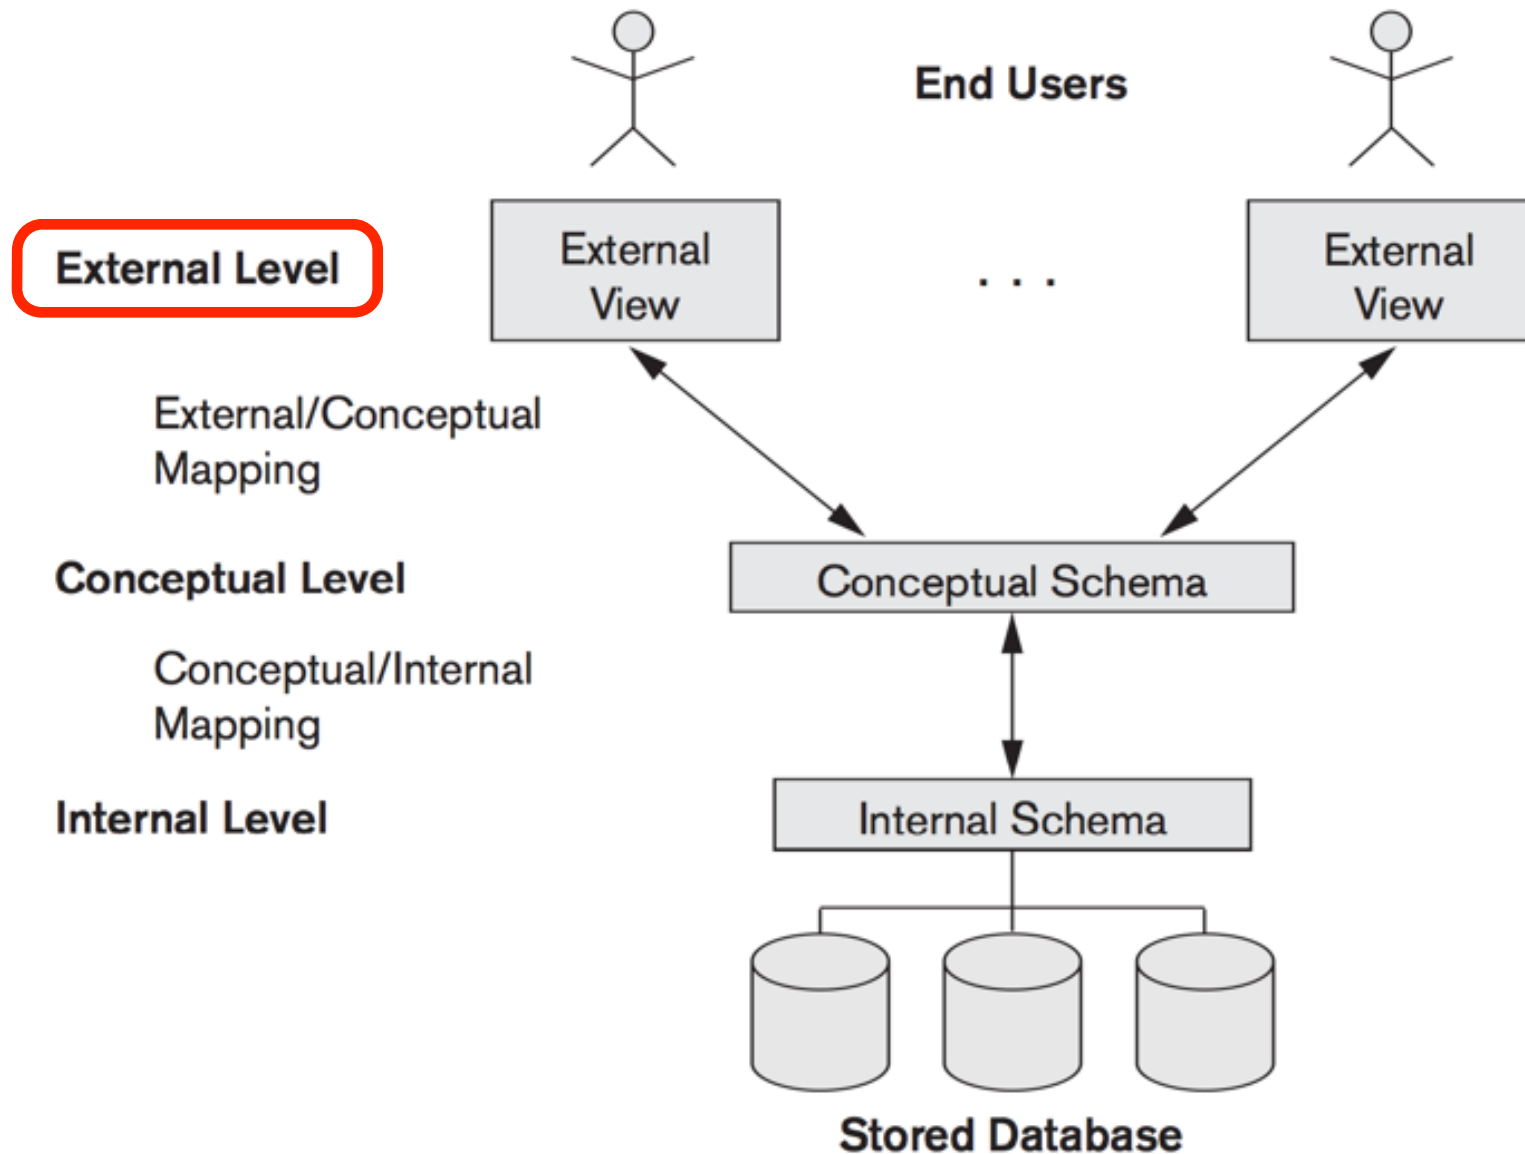 End Users
External Level
External
View
. . .
External
View
External/Conceptual
Mapping
Conceptual Level
Conceptual Schema
Conceptual/Internal
Mapping
Internal Level
Internal Schema
Stored Database